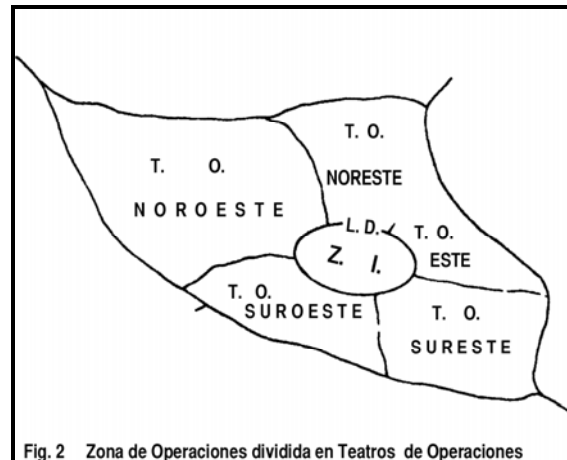 T. O.
NOROESTE
T. O.
NORESTE
L. D.
T. O.
ESTE
Z. I.
T. O.
SUROESTE
T. O.
SURESTE
Fig. 2 Zona de Operaciones dividida en Teatros de Operaciones